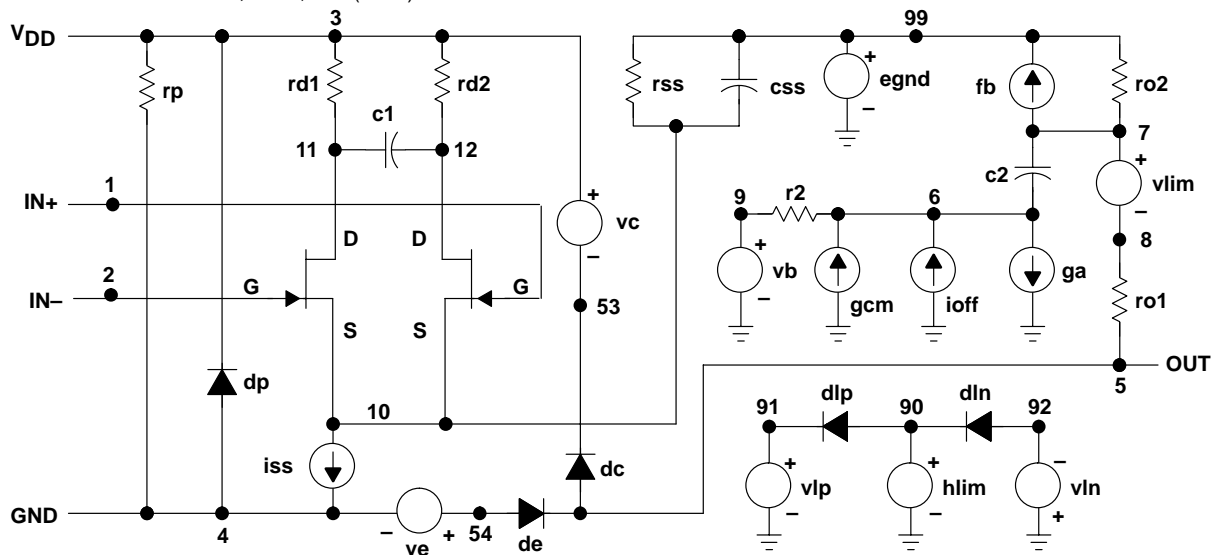 3
99
VDD
rp
rd1
rd2
rss
css
egnd
+
−
fb
ro2
c1
11
12
7
c2
+
vlim
−
8
1
IN+
+
vc
−
9
r2
6
D
D
2
IN−
G
G
S
S
53
+
vb
−
gcm
ioff
ga
ro1
OUT
5
dp
10
91
dlp
90
dln
92
iss
dc
+
vlp
−
+
hlim
−
−
vln
+
GND
4
−
ve
+
54
de